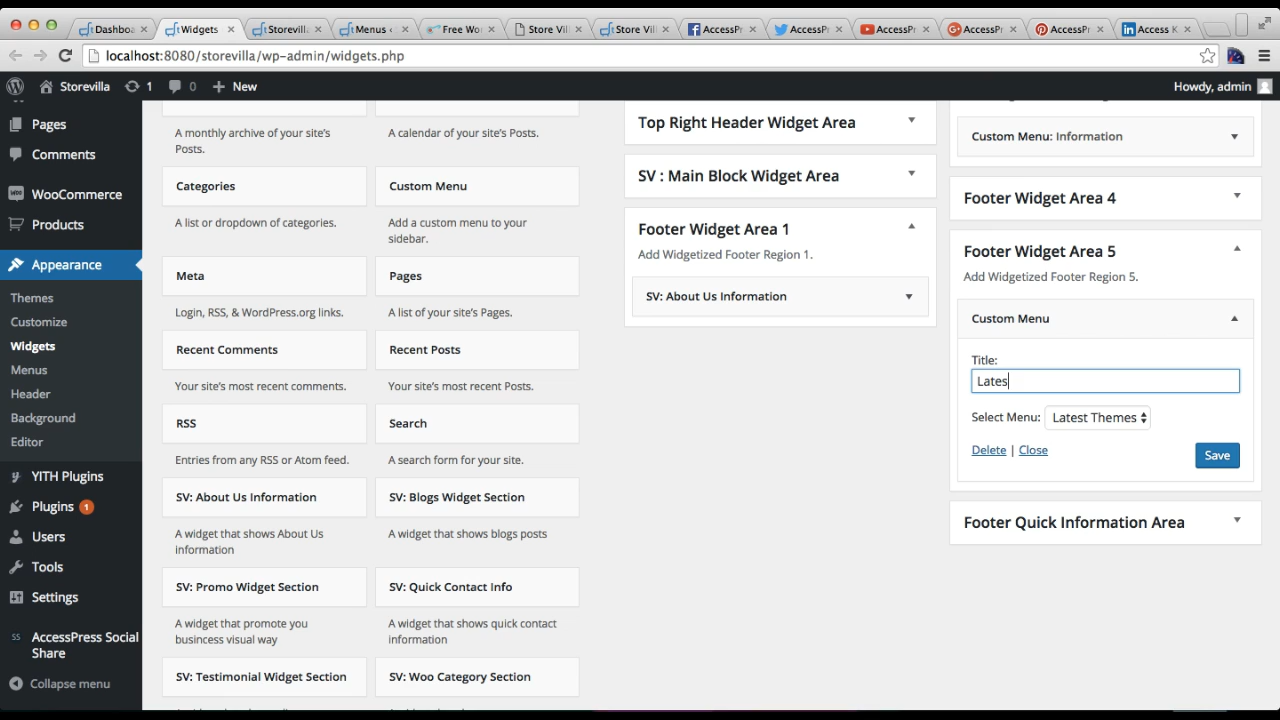 Dashbo
Widgets
Storevill
Menus
Free Wo
Store Vil
Store Vil
AccessPr
AccessPr
AccessPr
AccessPr
AccessPr
Access K
localhost:8080/storevilla/wp-admin/widgets.php
Storevilla
1
0
New
Howdy, admin
Pages
Comments
WooCommerce
Products
Appearance
Themes
Customize
Widgets
Menus
Header
Background
Editor
YITH Plugins
Plugins 1
Users
Tools
Settings
AccessPress Social
Share
Collapse menu
A monthly archive of your site's
Posts.
A calendar of your site's Posts.
Categories
A list or dropdown of categories.
Custom Menu
Add a custom menu to your
sidebar.
Meta
Login, RSS, & WordPress.org links.
Pages
A list of your site's Pages.
Recent Comments
Your site's most recent comments.
Recent Posts
Your site's most recent Posts.
RSS
Entries from any RSS or Atom feed.
Search
A search form for your site.
SV: About Us Information
A widget that shows About Us
information
SV: Blogs Widget Section
A widget that shows blogs posts
SV: Promo Widget Section
A widget that promote you
business visual way
SV: Quick Contact Info
A widget that shows quick contact
information
SV: Testimonial Widget Section
SV: Woo Category Section
Top Right Header Widget Area
SV : Main Block Widget Area
Footer Widget Area 1
Add Widgetized Footer Region 1.
SV: About Us Information
Custom Menu: Information
Footer Widget Area 4
Footer Widget Area 5
Add Widgetized Footer Region 5.
Custom Menu
Title:
Lates
Select Menu: Latest Themes
Delete | Close
Save
Footer Quick Information Area